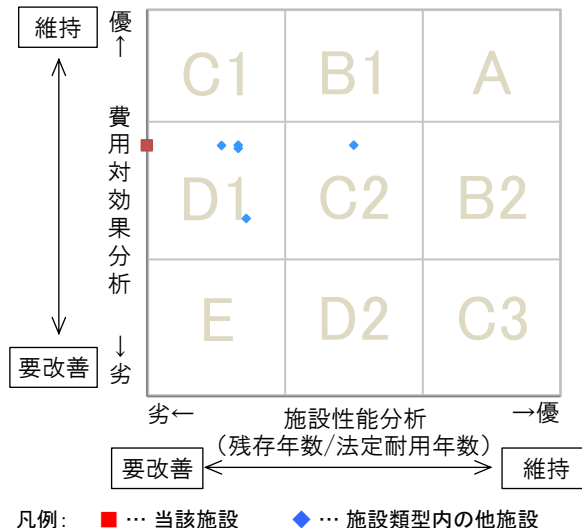 維持
優
↑
費用対効果分析
↓
劣
要改善
C1 B1 A
D1 C2 B2
E D2 C3
劣← 施設性能分析 →優
（残存年数/法定耐用年数）
要改善 維持
凡例： ■ … 当該施設 ◆ … 施設類型内の他施設